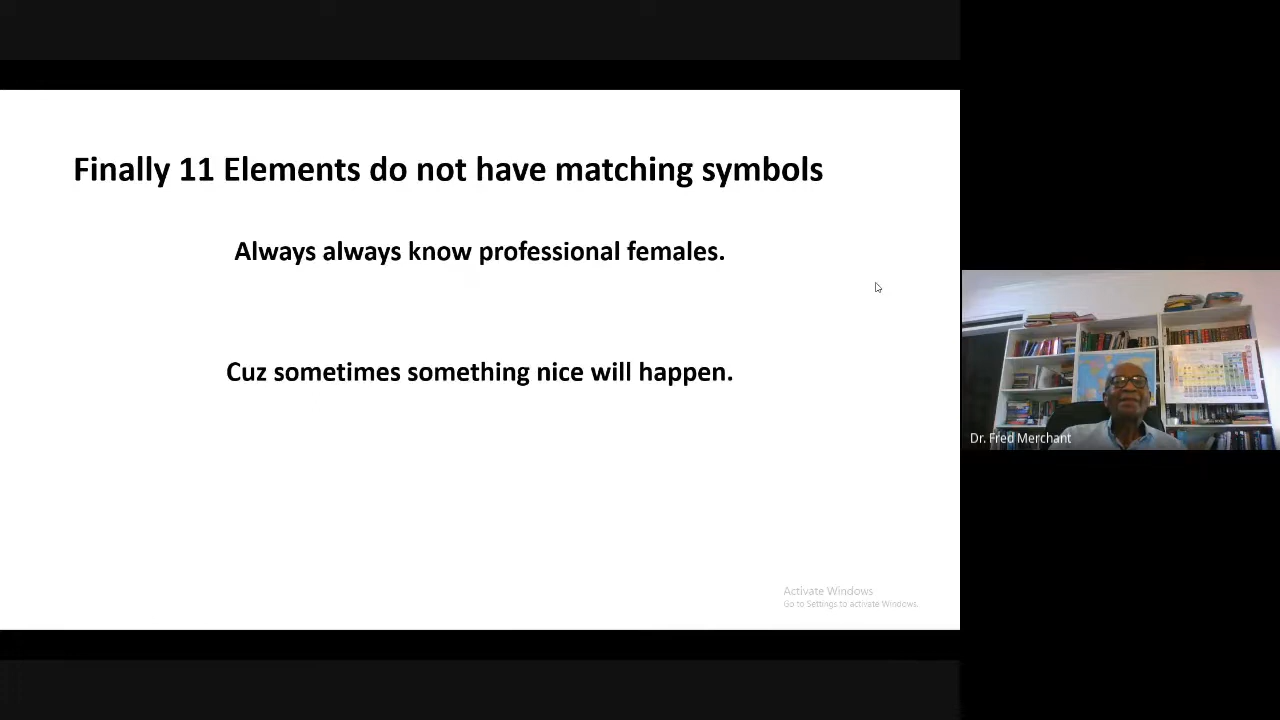 Finally 11 Elements do not have matching symbols
Always always know professional females.
Cuz sometimes something nice will happen.
Dr. Fred Merchant
Activate Windows
Go to Settings to activate Windows.